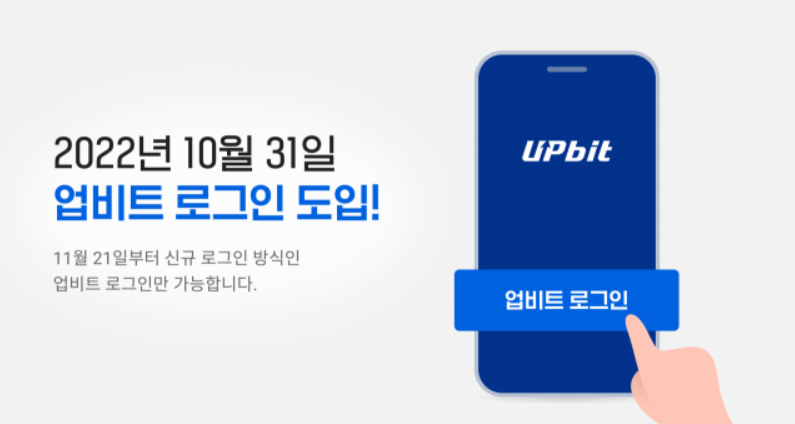 2022년 10월 31일
업비트 로그인 도입!
11월 21일부터 신규 로그인 방식인
업비트 로그인만 가능합니다.
UPbit
업비트 로그인